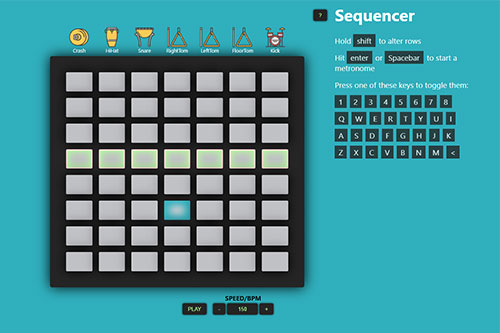 ? Sequencer
Crash HiHat Snare RightTom LeftTom FloorTom Kick
Hold shift to alter rows
Hit enter or Spacebar to start a
metronome
Press one of these keys to toggle them:
1 2 3 4 5 6 7 8
Q W E R T Y U I
A S D F G H J K
Z X C V B N M <
SPEED/BPM
PLAY - 150 +